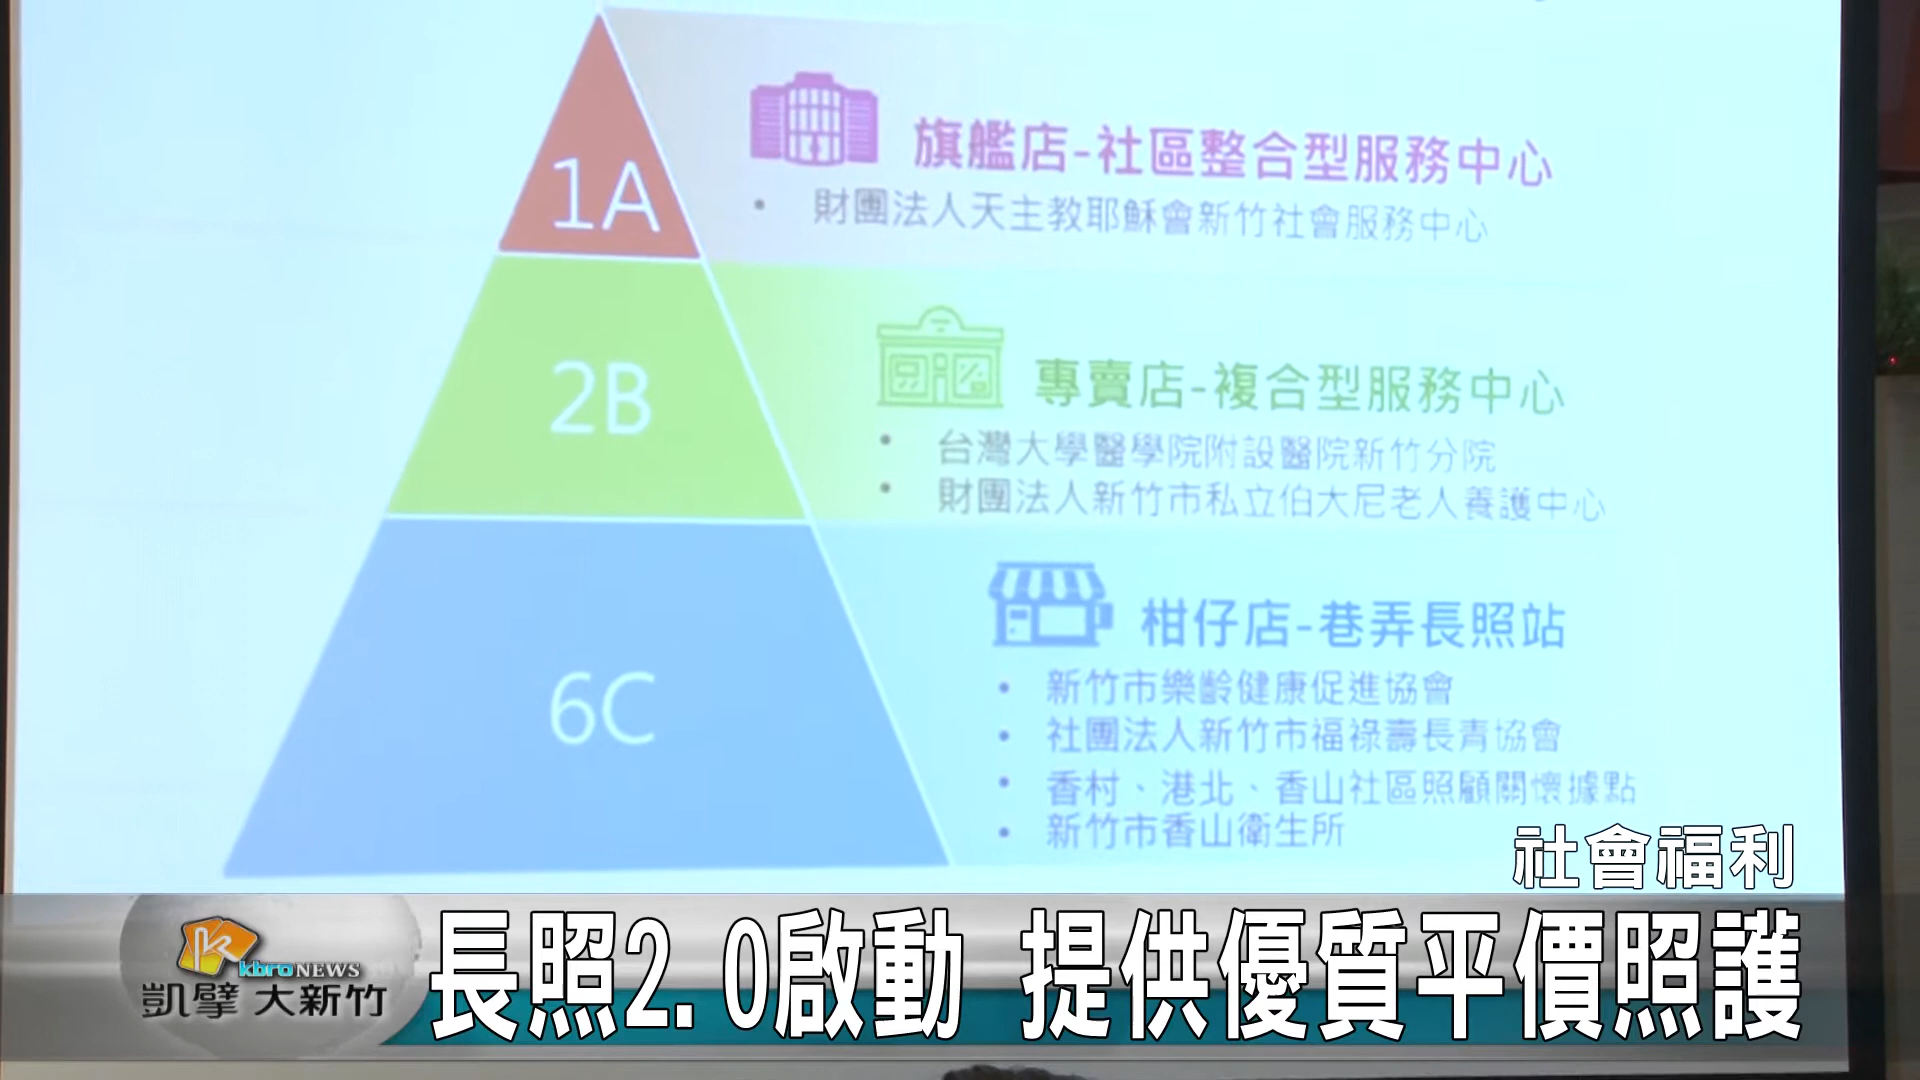 1A
旗艦店-社區整合型服務中心
• 財團法人天主教耶穌會新竹社會服務中心
2B
專賣店-複合型服務中心
• 台灣大學醫學院附設醫院新竹分院
• 財團法人新竹市私立伯大尼老人養護中心
6C
柑仔店-巷弄長照站
• 新竹市樂齡健康促進協會
• 社團法人新竹市福祿壽長青協會
• 香村、港北、香山社區照顧關懷據點
• 新竹市香山衛生所
社會福利
kbro NEWS
凱擘 大新竹
長照2.0啟動 提供優質平價照護